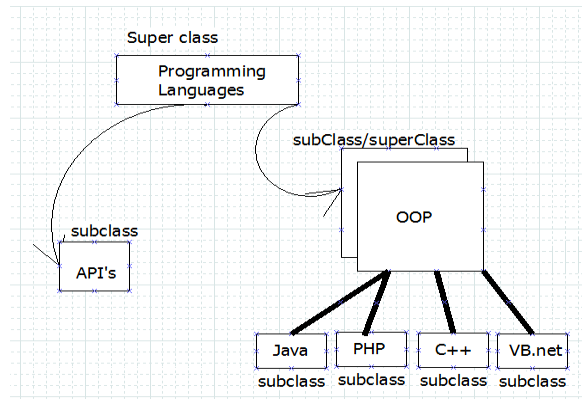 Super class
Programming
Languages
subClass/superClass
OOP
subclass
API's
Java
PHP
C++
VB.net
subclass
subclass
subclass
subclass